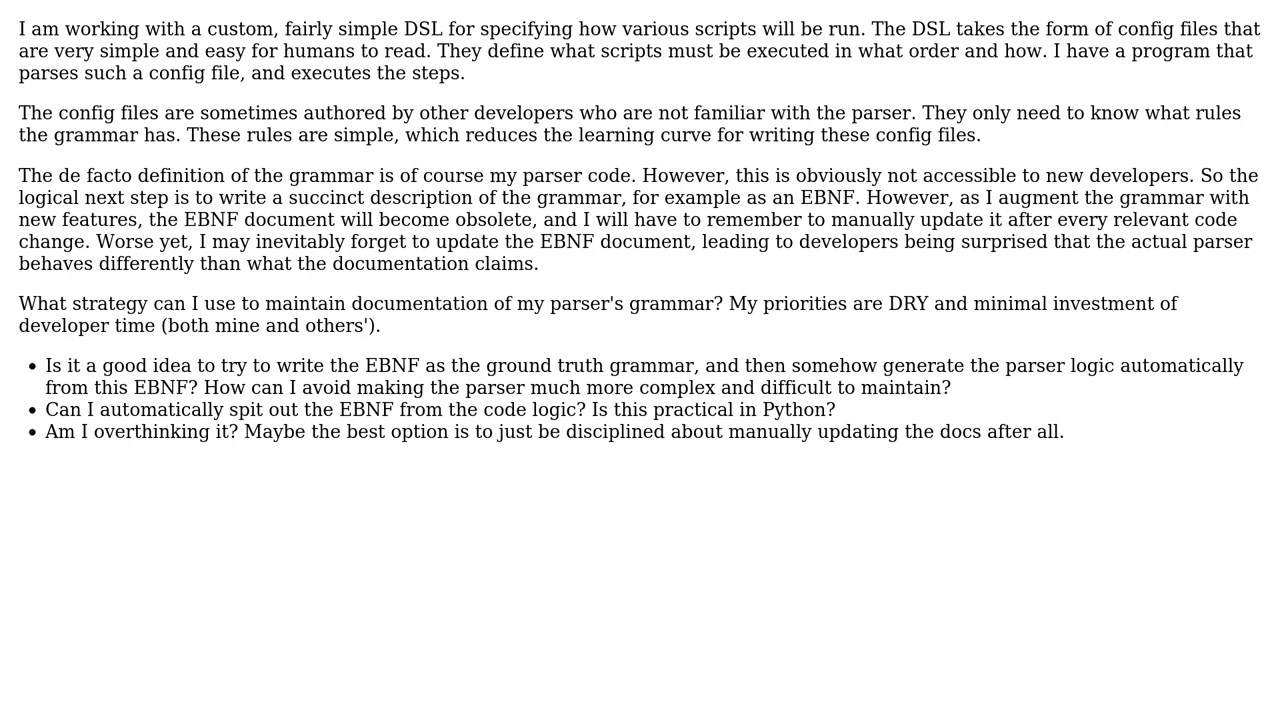 I am working with a custom, fairly simple DSL for specifying how various scripts will be run. The DSL takes the form of config files that
are very simple and easy for humans to read. They define what scripts must be executed in what order and how. I have a program that
parses such a config file, and executes the steps.
The config files are sometimes authored by other developers who are not familiar with the parser. They only need to know what rules
the grammar has. These rules are simple, which reduces the learning curve for writing these config files.
The de facto definition of the grammar is of course my parser code. However, this is obviously not accessible to new developers. So the
logical next step is to write a succinct description of the grammar, for example as an EBNF. However, as I augment the grammar with
new features, the EBNF document will become obsolete, and I will have to remember to manually update it after every relevant code
change. Worse yet, I may inevitably forget to update the EBNF document, leading to developers being surprised that the actual parser
behaves differently than what the documentation claims.
What strategy can I use to maintain documentation of my parser's grammar? My priorities are DRY and minimal investment of
developer time (both mine and others').
• Is it a good idea to try to write the EBNF as the ground truth grammar, and then somehow generate the parser logic automatically
from this EBNF? How can I avoid making the parser much more complex and difficult to maintain?
• Can I automatically spit out the EBNF from the code logic? Is this practical in Python?
• Am I overthinking it? Maybe the best option is to just be disciplined about manually updating the docs after all.